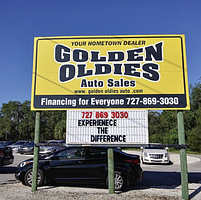 YOUR HOMETOWN DEALER
GOLDEN
OLDIES
Auto Sales
www.golden oldies auto.com
Financing for Everyone 727-869-3030
727 869 3030
EXPERIENECE
THE
DIFFERENCE